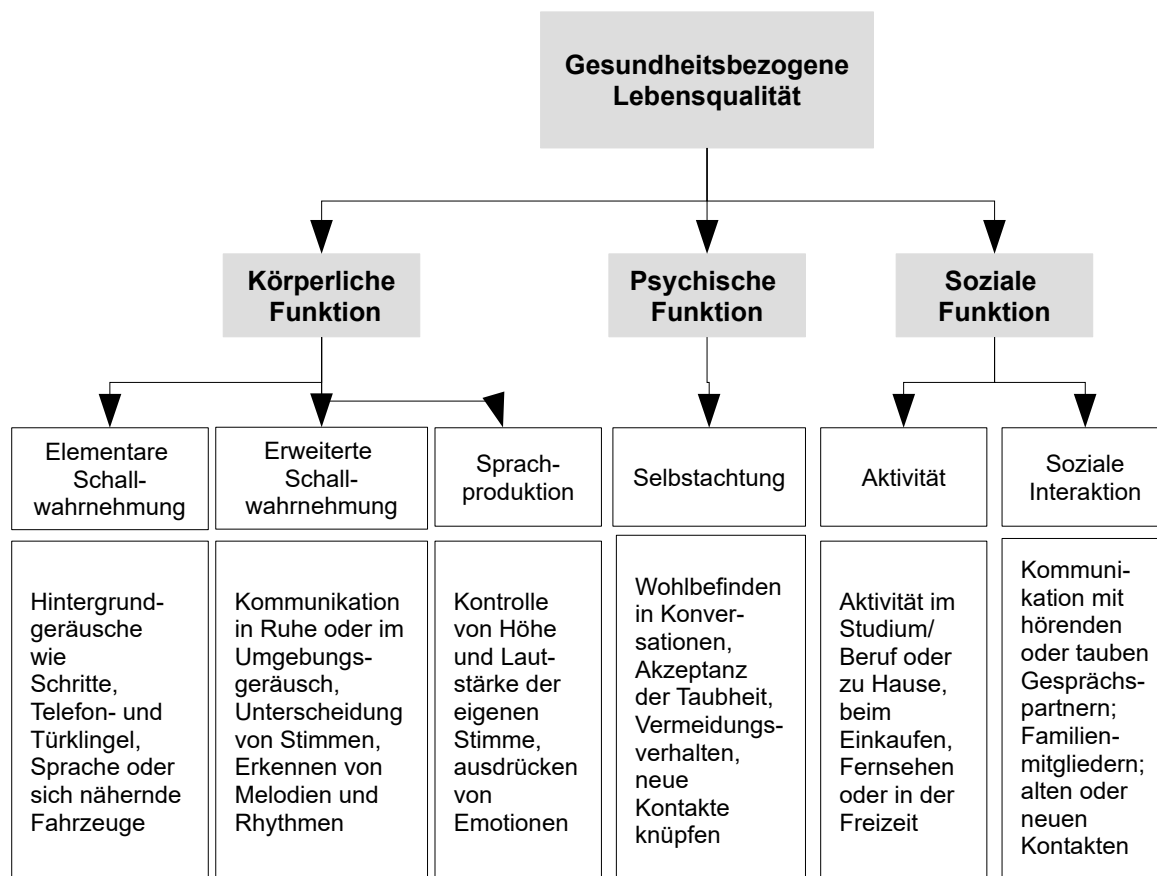 Gesundheitsbezogene
Lebensqualität
Körperliche
Funktion
Psychische
Funktion
Soziale
Funktion
Elementare
Schall-
wahrnehmung
Erweiterte
Schall-
wahrnehmung
Sprach-
produktion
Selbstachtung
Aktivität
Soziale
Interaktion
Hintergrund-
geräusche
wie
Schritte,
Telefon- und
Türklingel,
Sprache oder
sich nähernde
Fahrzeuge
Kommunikation
in Ruhe oder im
Umgebungs-
geräusch,
Unterscheidung
von Stimmen,
Erkennen von
Melodien und
Rhythmen
Kontrolle
von Höhe
und Laut-
stärke der
eigenen
Stimme,
ausdrücken
von
Emotionen
Wohlbefinden
in Konver-
sationen,
Akzeptanz
der Taubheit,
Vermeidungs-
verhalten,
neue
Kontakte
knüpfen
Aktivität im
Studium/
Beruf oder
zu Hause,
beim
Einkaufen,
Fernsehen
oder in der
Freizeit
Kommuni-
kation mit
hörenden
oder tauben
Gesprächs-
partnern;
Familien-
mitgliedern;
alten oder
neuen
Kontakten